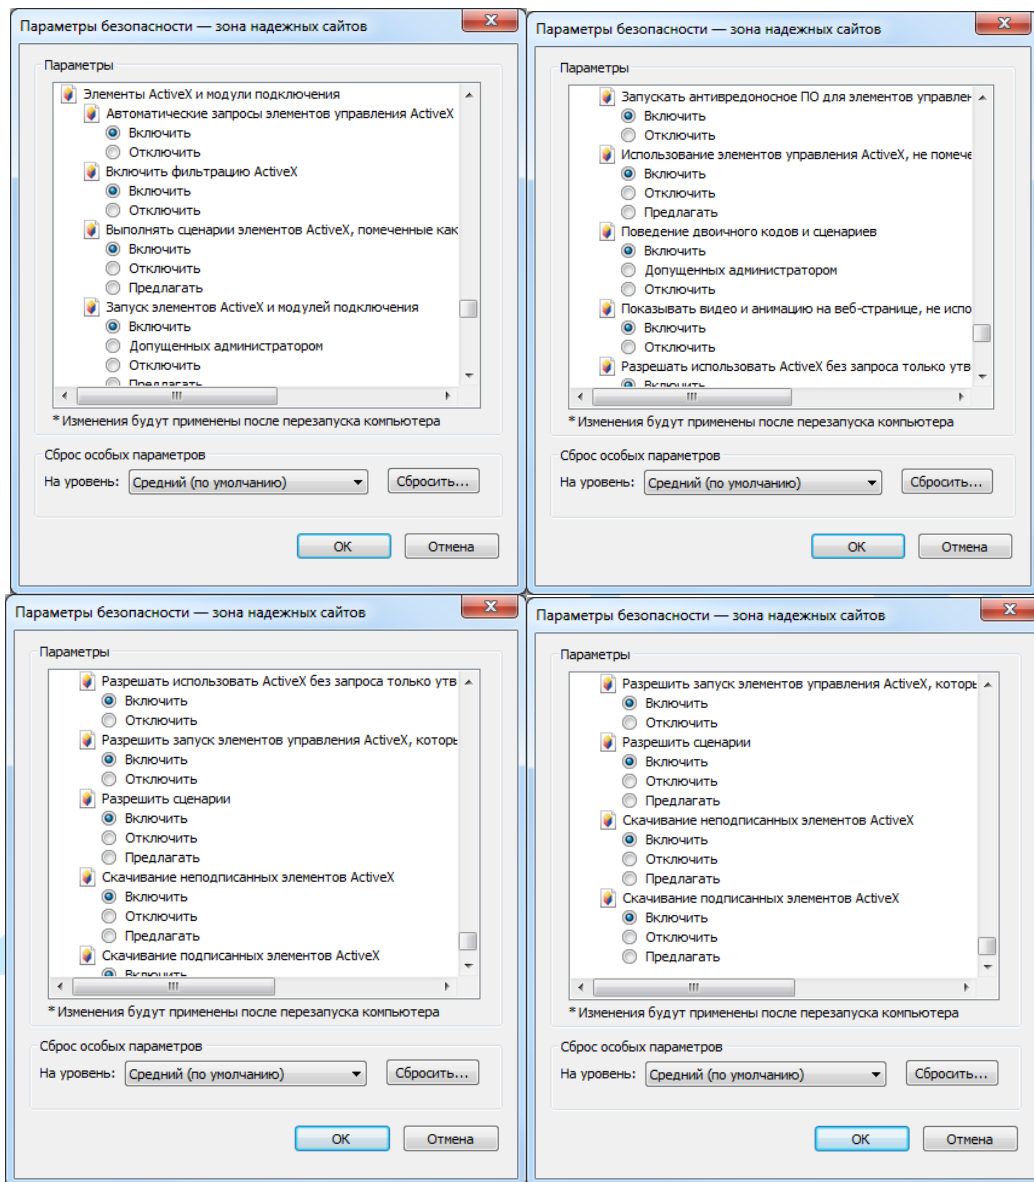 Параметры безопасности — зона надежных сайтов
Параметры
Элементы ActiveX и модули подключения
Автоматические запросы элементов управления ActiveX
Включить
Отключить
Включить фильтрацию ActiveX
Включить
Отключить
Выполнять сценарии элементов ActiveX, помеченные как
Включить
Отключить
Предлагать
Запуск элементов ActiveX и модулей подключения
Включить
Допущенных администратором
Отключить
Предлагать
* Изменения будут применены после перезапуска компьютера
Сброс особых параметров
На уровень: Средний (по умолчанию) Сбросить...
ОК Отмена
Параметры безопасности — зона надежных сайтов
Параметры
Запускать антивредоносное ПО для элементов управлен
Включить
Отключить
Использование элементов управления ActiveX, не помече
Включить
Отключить
Предлагать
Поведение двоичного кодов и сценариев
Включить
Допущенных администратором
Отключить
Показывать видео и анимацию на веб-странице, не испо
Включить
Отключить
Разрешать использовать ActiveX без запроса только утв
Включить
* Изменения будут применены после перезапуска компьютера
Сброс особых параметров
На уровень: Средний (по умолчанию) Сбросить...
ОК Отмена
Параметры безопасности — зона надежных сайтов
Параметры
Разрешать использовать ActiveX без запроса только утв
Включить
Отключить
Разрешить запуск элементов управления ActiveX, которь
Включить
Отключить
Разрешить сценарии
Включить
Отключить
Предлагать
Скачивание неподписанных элементов ActiveX
Включить
Отключить
Предлагать
Скачивание подписанных элементов ActiveX
Включить
* Изменения будут применены после перезапуска компьютера
Сброс особых параметров
На уровень: Средний (по умолчанию) Сбросить...
ОК Отмена
Параметры безопасности — зона надежных сайтов
Параметры
Разрешить запуск элементов управления ActiveX, которь
Включить
Отключить
Разрешить сценарии
Включить
Отключить
Предлагать
Скачивание неподписанных элементов ActiveX
Включить
Отключить
Предлагать
Скачивание подписанных элементов ActiveX
Включить
Отключить
Предлагать
* Изменения будут применены после перезапуска компьютера
Сброс особых параметров
На уровень: Средний (по умолчанию) Сбросить...
ОК Отмена